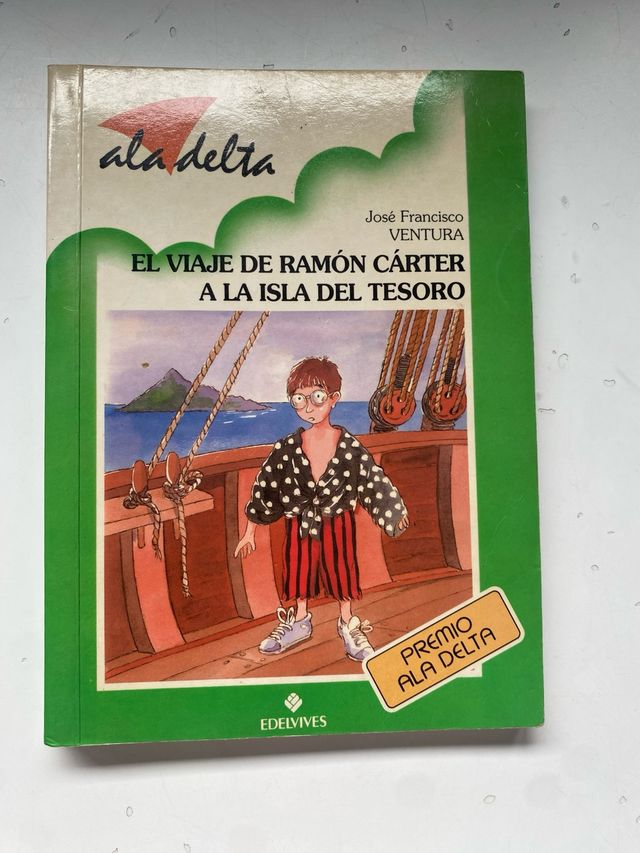 ala delta
José Francisco
VENTURA
EL VIAJE DE RAMÓN CÁRTER
A LA ISLA DEL TESORO
PREMIO
ALA DELTA
EDELVIVES